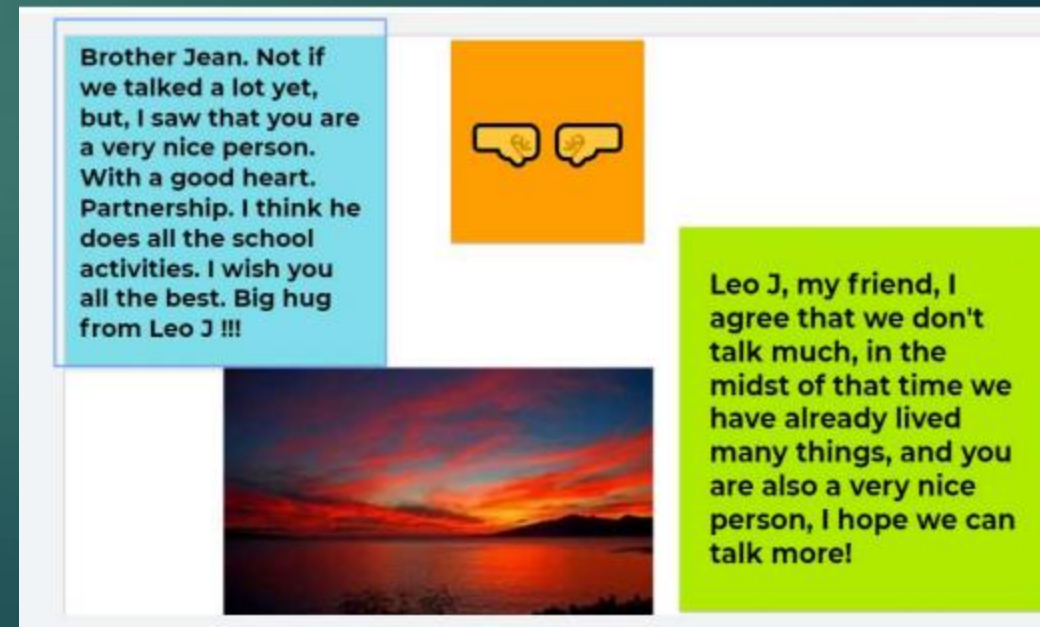 Brother Jean. Not if
we talked a lot yet,
but, I saw that you are
a very nice person.
With a good heart.
Partnership. I think he
does all the school
activities. I wish you
all the best. Big hug
from Leo J !!!
Leo J, my friend, I
agree that we don't
talk much, in the
midst of that time we
have already lived
many things, and you
are also a very nice
person, I hope we can
talk more!